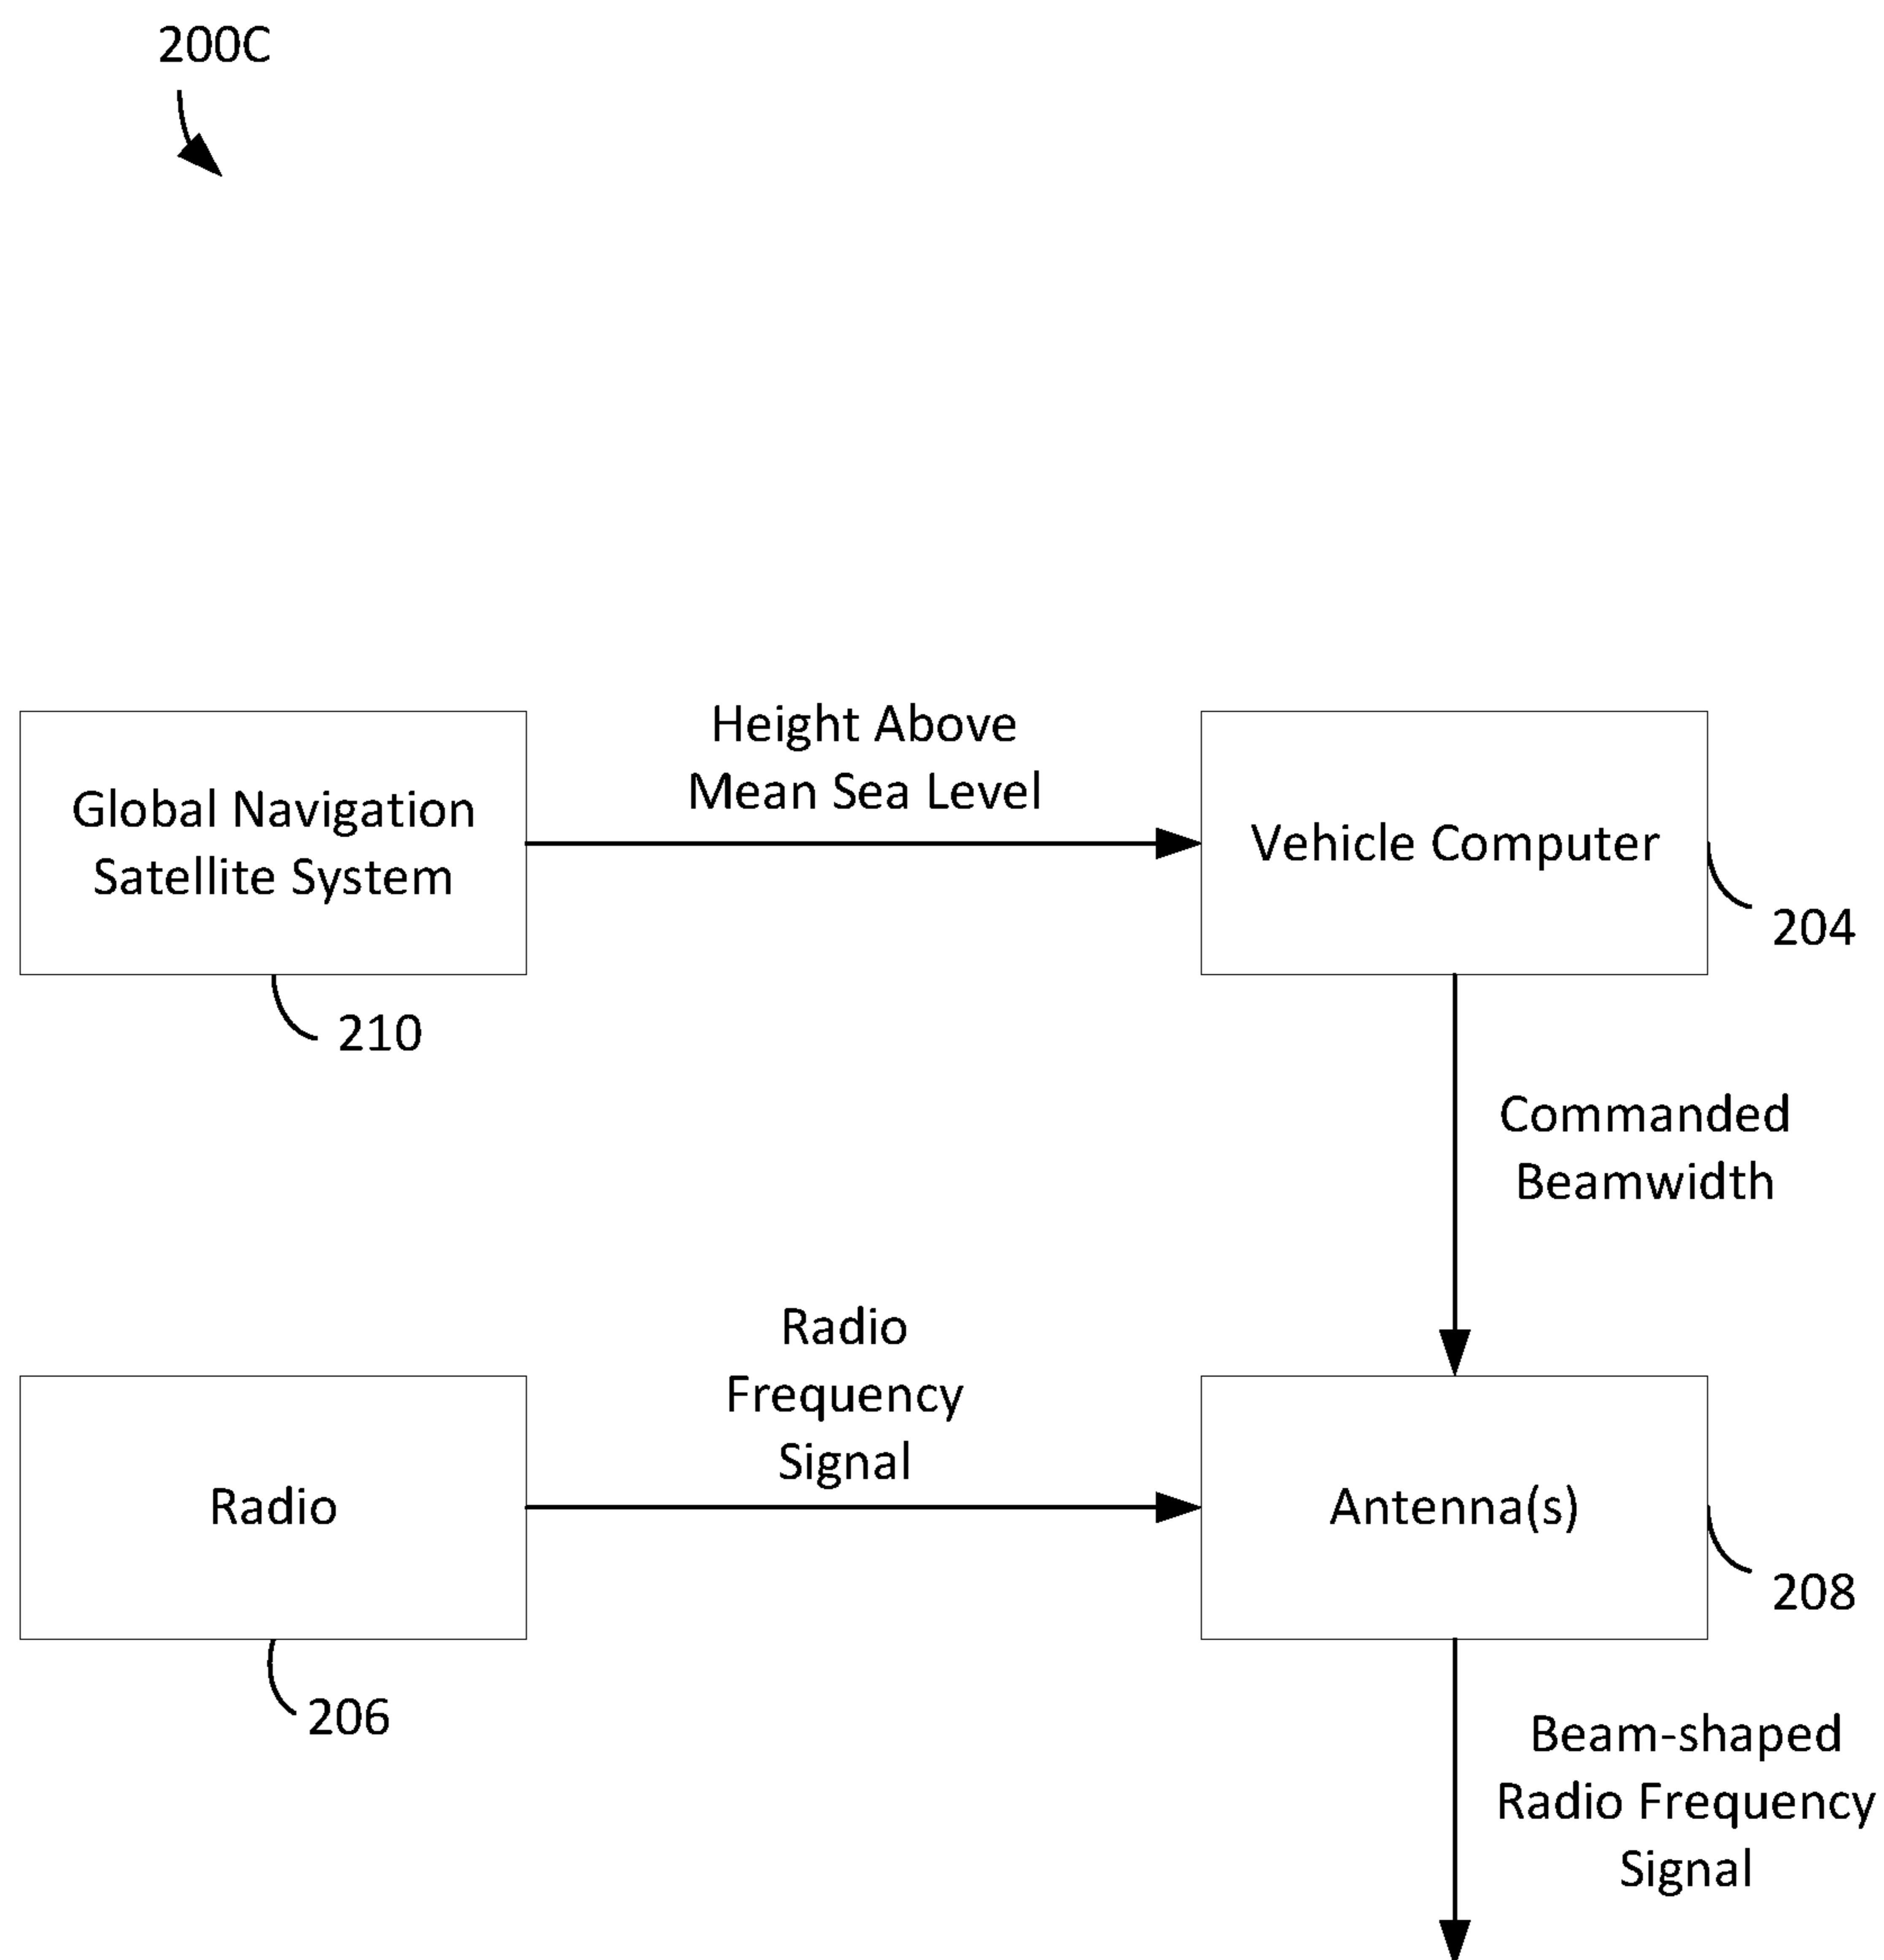 200C
Height Above
Mean Sea Level
Global Navigation
Satellite System
Vehicle Computer
204
210
Commanded
Beamwidth
Radio
Frequency
Signal
Radio
Antenna(s)
208
206
Beam-shaped
Radio Frequency
Signal